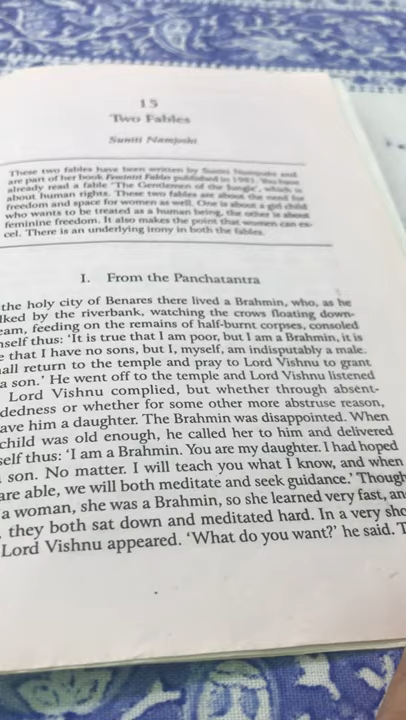 15
Two Fables
Suniti Namjoshi
These two fables have been written by Suniti Namjoshi and
are part of her book Feminist Fables published in 1981. You have
already read a fable 'The Gentlemen of the Jungle', which is
about human rights. These two fables are about the need for
freedom and space for women as well. One is about a girl child
who wants to be treated as a human being, the other is about
feminine freedom. It also makes the point that women can ex-
cel. There is an underlying irony in both the fables.
I. From the Panchatantra
the holy city of Benares there lived a Brahmin, who, as he
lked by the riverbank, watching the crows floating down-
eam, feeding on the remains of half-burnt corpses, consoled
nself thus: 'It is true that I am poor, but I am a Brahmin, it is
e that I have no sons, but I, myself, am indisputably a male.
all return to the temple and pray to Lord Vishnu to grant
a son.' He went off to the temple and Lord Vishnu listened
Lord Vishnu complied, but whether through absent-
dedness or whether for some other more abstruse reason,
ave him a daughter. The Brahmin was disappointed. When
child was old enough, he called her to him and delivered
self thus: 'I am a Brahmin. You are my daughter. I had hoped
son. No matter. I will teach you what I know, and when
are able, we will both meditate and seek guidance.' Though
a woman, she was a Brahmin, so she learned very fast, an
, they both sat down and meditated hard. In a very sho
Lord Vishnu appeared. 'What do you want?' he said. T